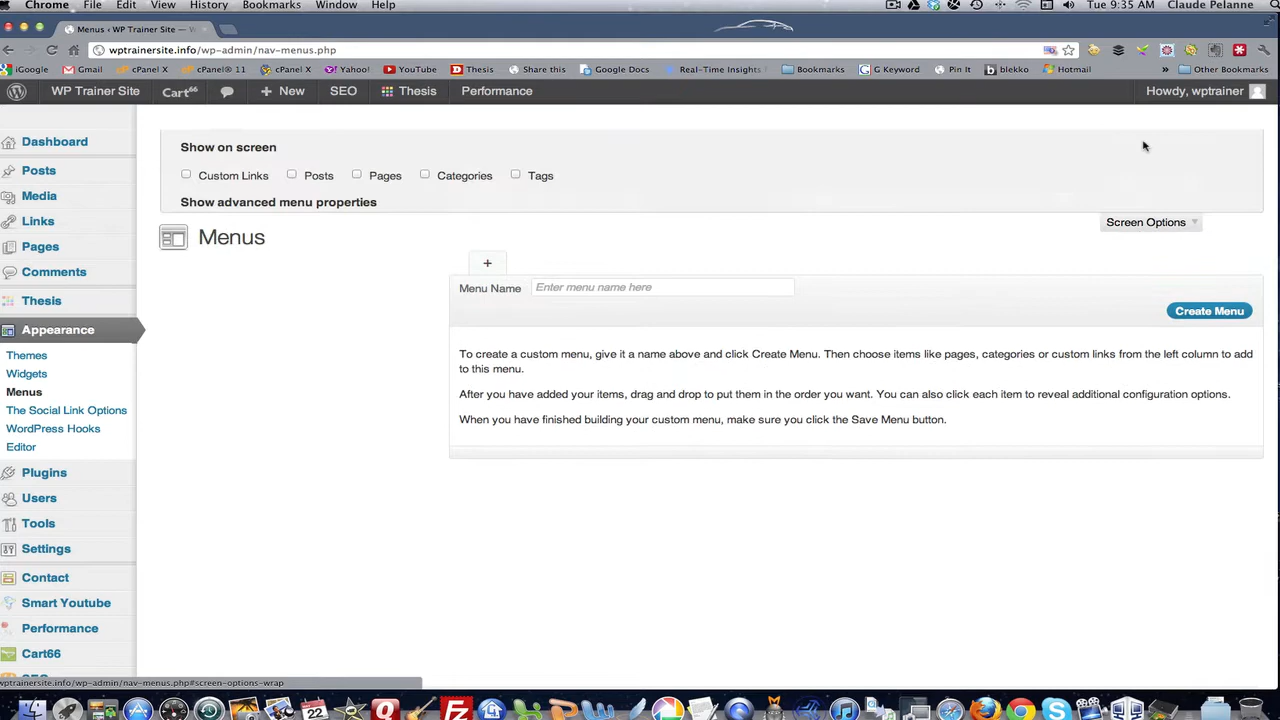 Chrome File Edit View History Bookmarks Window Help Tue 9:35 AM Claude Pelanne
Menus ‹ WP Trainer Site —
wptrainersite.info/wp-admin/nav-menus.php
iGoogle Gmail cPanel X cPanel® 11 cPanel X Yahoo! YouTube Thesis Share this Google Docs Real-Time Insights Bookmarks G Keyword Pin It blekko Hotmail » Other Bookmarks
WP Trainer Site Cart66 + New SEO Thesis Performance Howdy, wptrainer
Dashboard
Posts
Media
Links
Pages
Comments
Thesis
Appearance
Themes
Widgets
Menus
The Social Link Options
WordPress Hooks
Editor
Plugins
Users
Tools
Settings
Contact
Smart Youtube
Performance
Cart66
Show on screen
Custom Links Posts Pages Categories Tags
Show advanced menu properties
Screen Options
Menus
+
Menu Name Enter menu name here
Create Menu
To create a custom menu, give it a name above and click Create Menu. Then choose items like pages, categories or custom links from the left column to add
to this menu.
After you have added your items, drag and drop to put them in the order you want. You can also click each item to reveal additional configuration options.
When you have finished building your custom menu, make sure you click the Save Menu button.
wptrainersite.info/wp-admin/nav-menus.php#screen-options-wrap
22